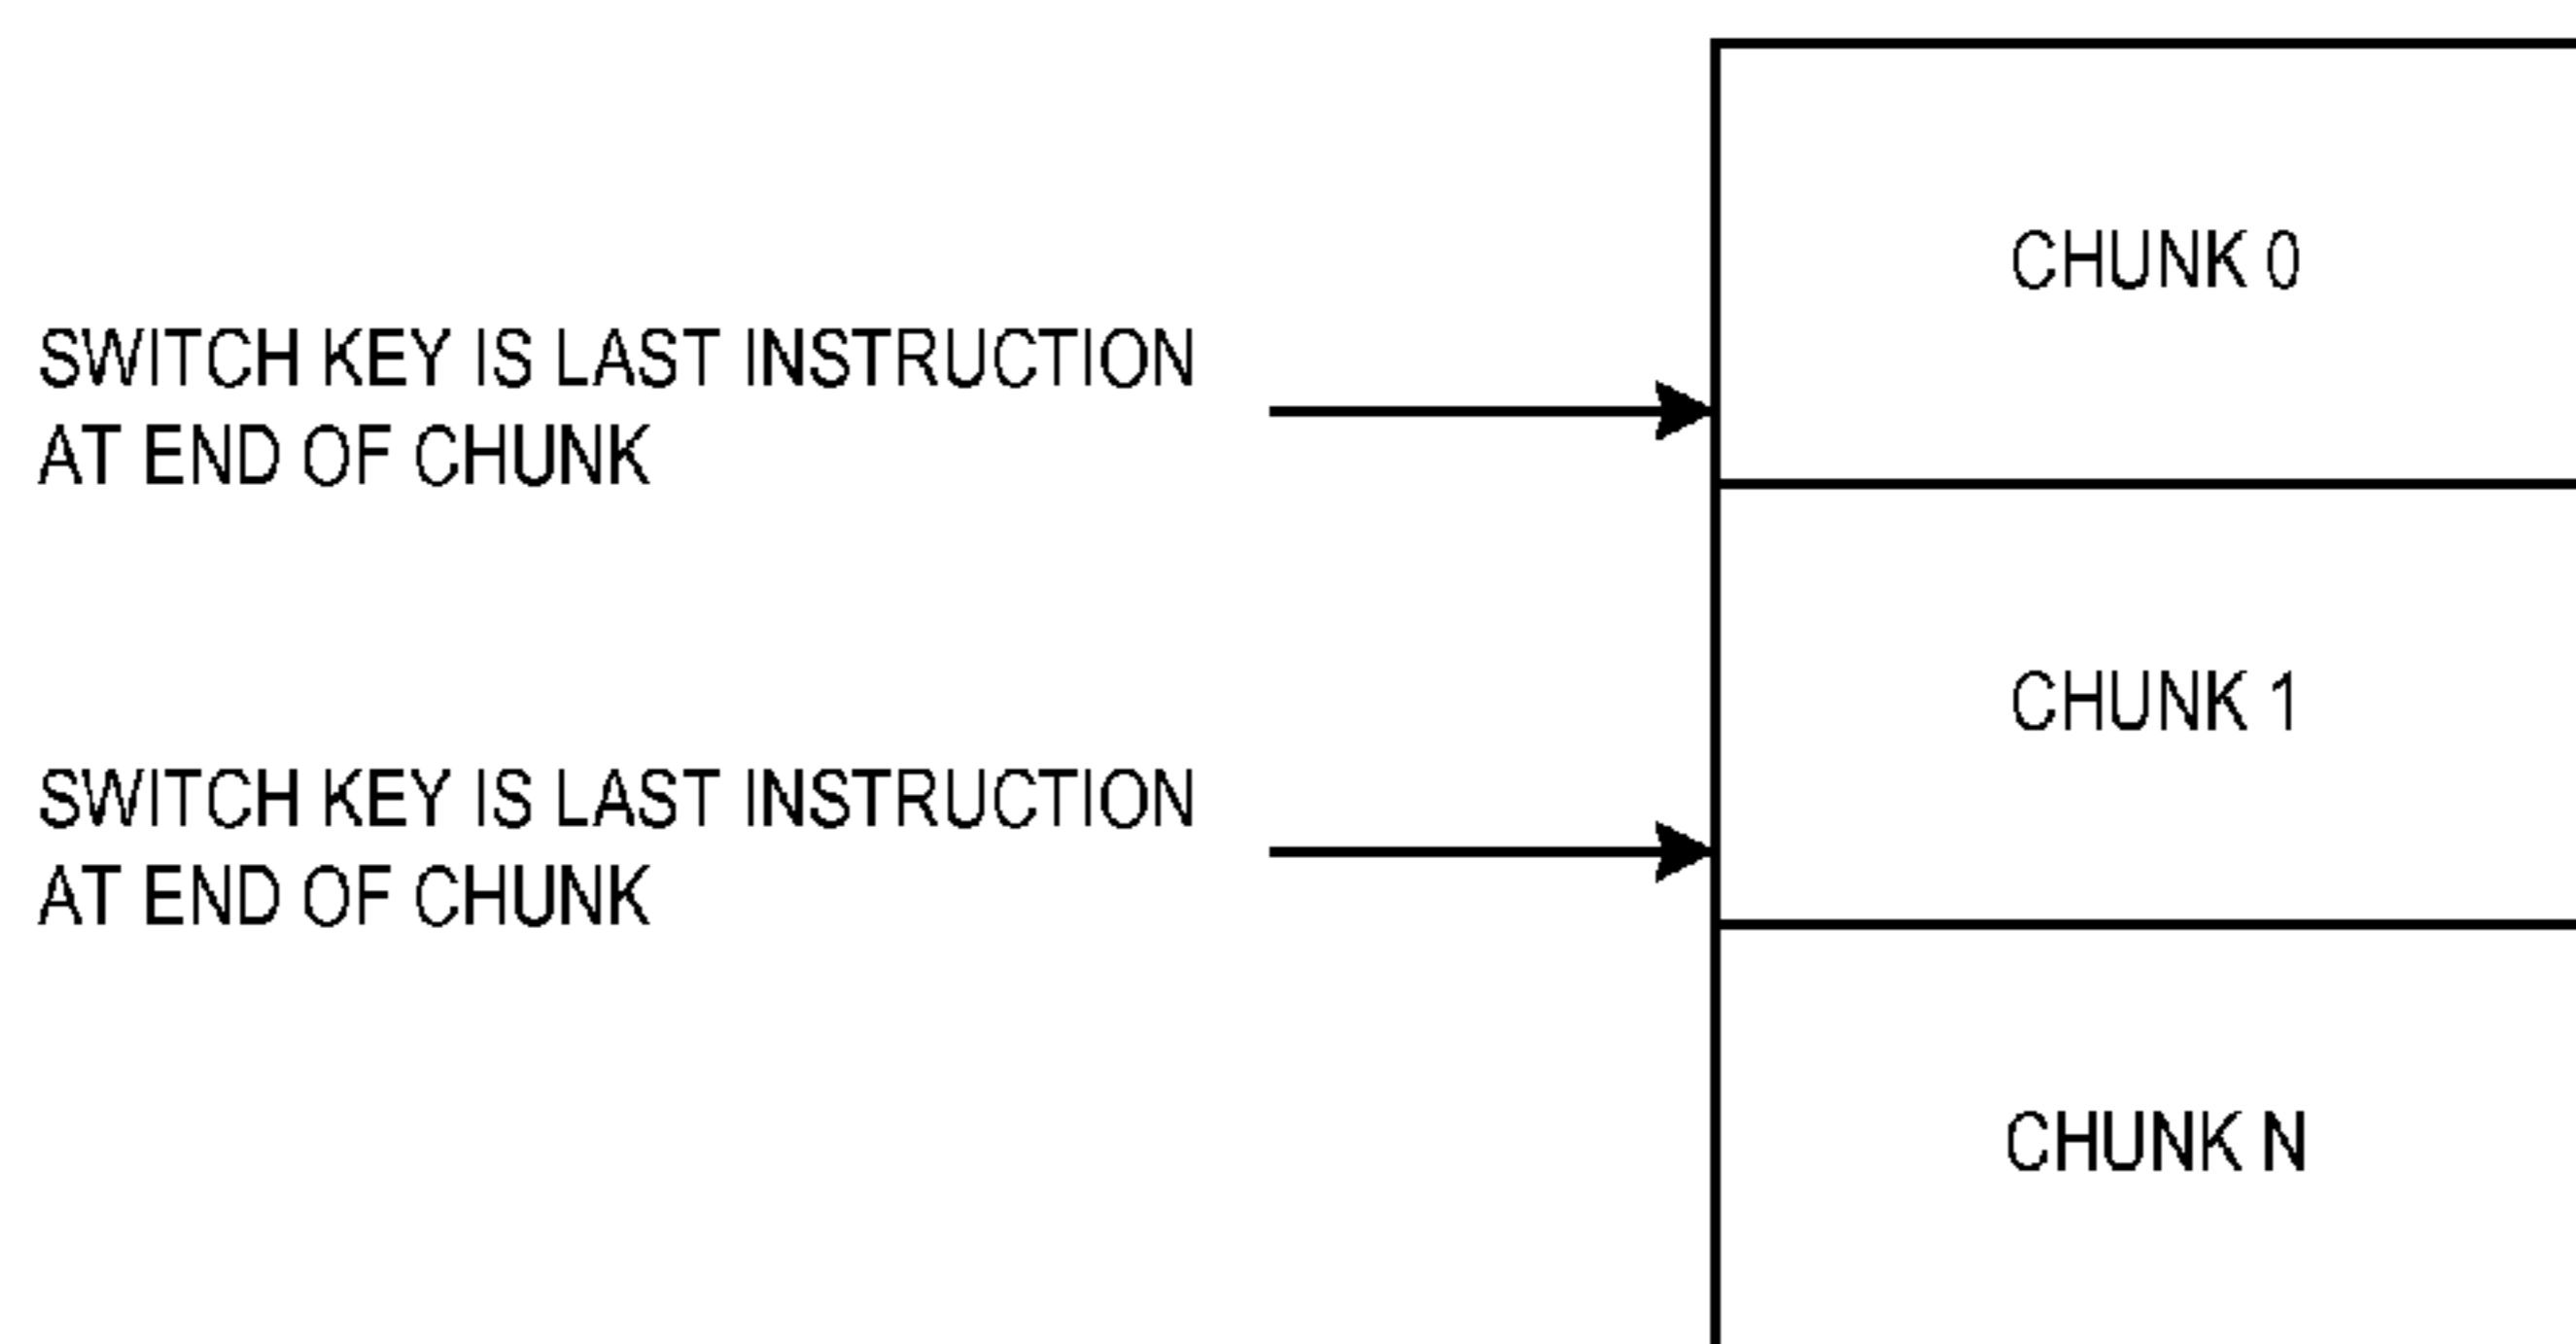 CHUNK 0
SWITCH KEY IS LAST INSTRUCTION
AT END OF CHUNK
CHUNK 1
SWITCH KEY IS LAST INSTRUCTION
AT END OF CHUNK
CHUNK N